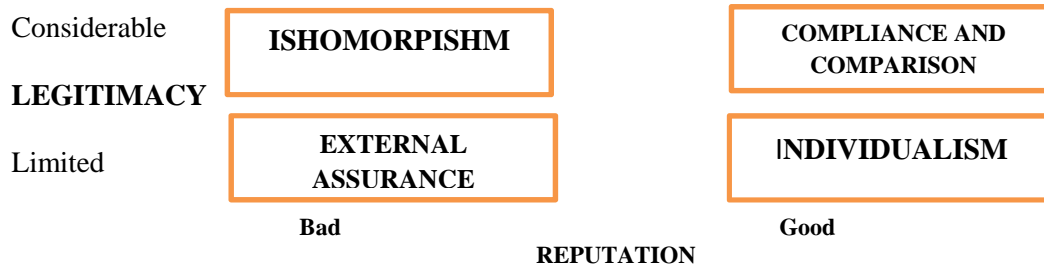 Considerable
ISHOMORPISHM
COMPLIANCE AND
COMPARISON
LEGITIMACY
Limited
EXTERNAL
ASSURANCE
INDIVIDUALISM
Bad
Good
REPUTATION